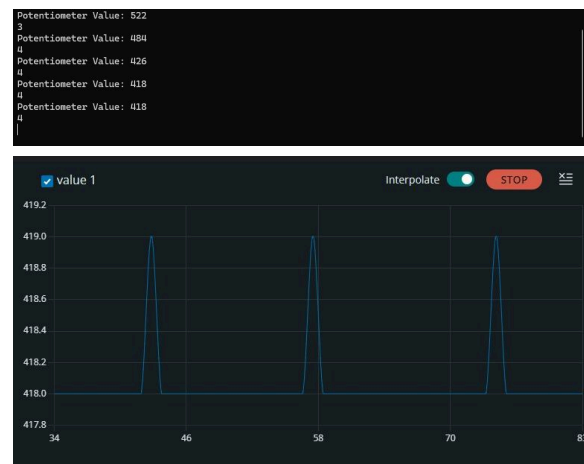 Potentiometer Value: 522
3
Potentiometer Value: 484
4
Potentiometer Value: 426
4
Potentiometer Value: 418
4
Potentiometer Value: 418
4
value 1
Interpolate
STOP
419.2
419.0
418.8
418.6
418.4
418.2
418.0
417.8
34 46 58 70